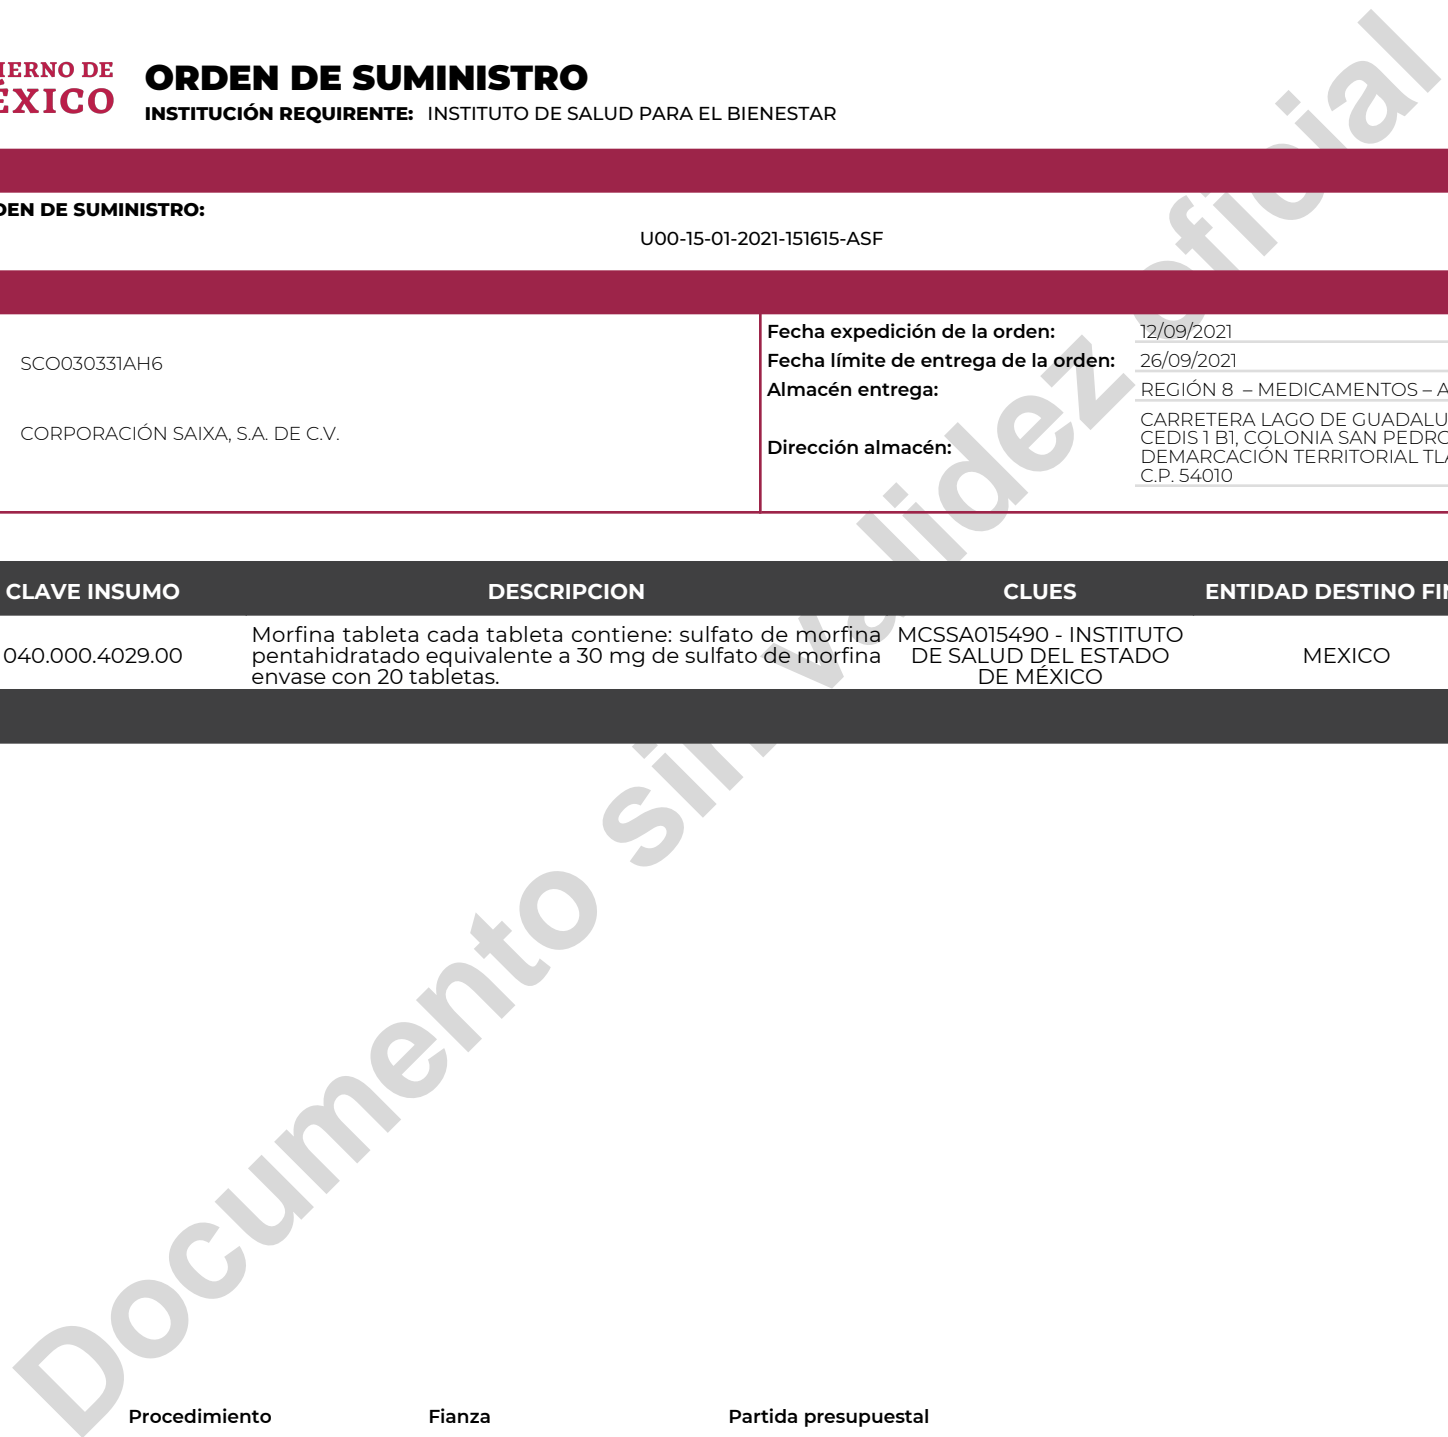 IERNO DE
ÉXICO
ORDEN DE SUMINISTRO
INSTITUCIÓN REQUIRENTE: INSTITUTO DE SALUD PARA EL BIENESTAR
DEN DE SUMINISTRO:
U00-15-01-2021-151615-ASF
SCO030331AH6
CORPORACIÓN SAIXA, S.A. DE C.V.
Fecha expedición de la orden: 12/09/2021
Fecha límite de entrega de la orden: 26/09/2021
Almacén entrega: REGIÓN 8 – MEDICAMENTOS – A
Dirección almacén:
CARRETERA LAGO DE GUADALU
CEDIS 1 B1, COLONIA SAN PEDRO
DEMARCACIÓN TERRITORIAL TLA
C.P. 54010
CLAVE INSUMO DESCRIPCION CLUES ENTIDAD DESTINO FIN
040.000.4029.00
Morfina tableta cada tableta contiene: sulfato de morfina
pentahidratado equivalente a 30 mg de sulfato de morfina
envase con 20 tabletas.
MCSSA015490 - INSTITUTO
DE SALUD DEL ESTADO
DE MÉXICO
MEXICO
Documento sin validez oficial
Procedimiento Fianza Partida presupuestal